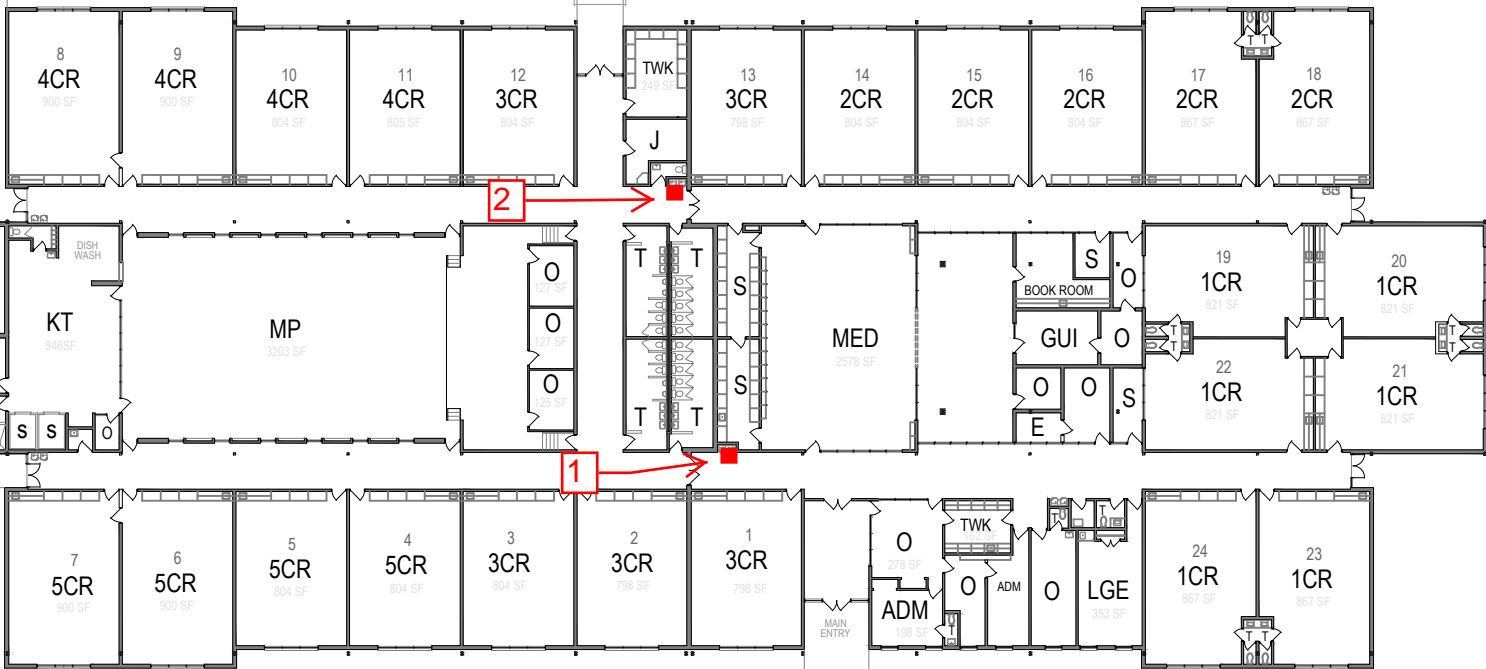 8
4CR
900 SF
9
4CR
900 SF
10
4CR
804 SF
11
4CR
805 SF
12
3CR
804 SF
TWK
249 SF
J
13
3CR
798 SF
14
2CR
804 SF
15
2CR
804 SF
16
2CR
804 SF
17
2CR
867 SF
T
T
18
2CR
867 SF
2
DISH
WASH
KT
946SF
S
S
O
MP
3203 SF
O
127 SF
O
127 SF
O
125 SF
T
T
T
T
S
S
MED
2578 SF
S
BOOK ROOM
O
GUI
O
O
O
S
E
19
1CR
821 SF
20
1CR
821 SF
T
T
T
T
22
1CR
821 SF
21
1CR
821 SF
1
7
5CR
900 SF
6
5CR
900 SF
5
5CR
804 SF
4
5CR
804 SF
3
3CR
804 SF
2
3CR
798 SF
1
3CR
798 SF
MAIN
ENTRY
O
278 SF
ADM
198 SF
TWK
162 SF
O
T
ADM
O
T
T
LGE
353 SF
24
1CR
867 SF
23
1CR
867 SF
T
T